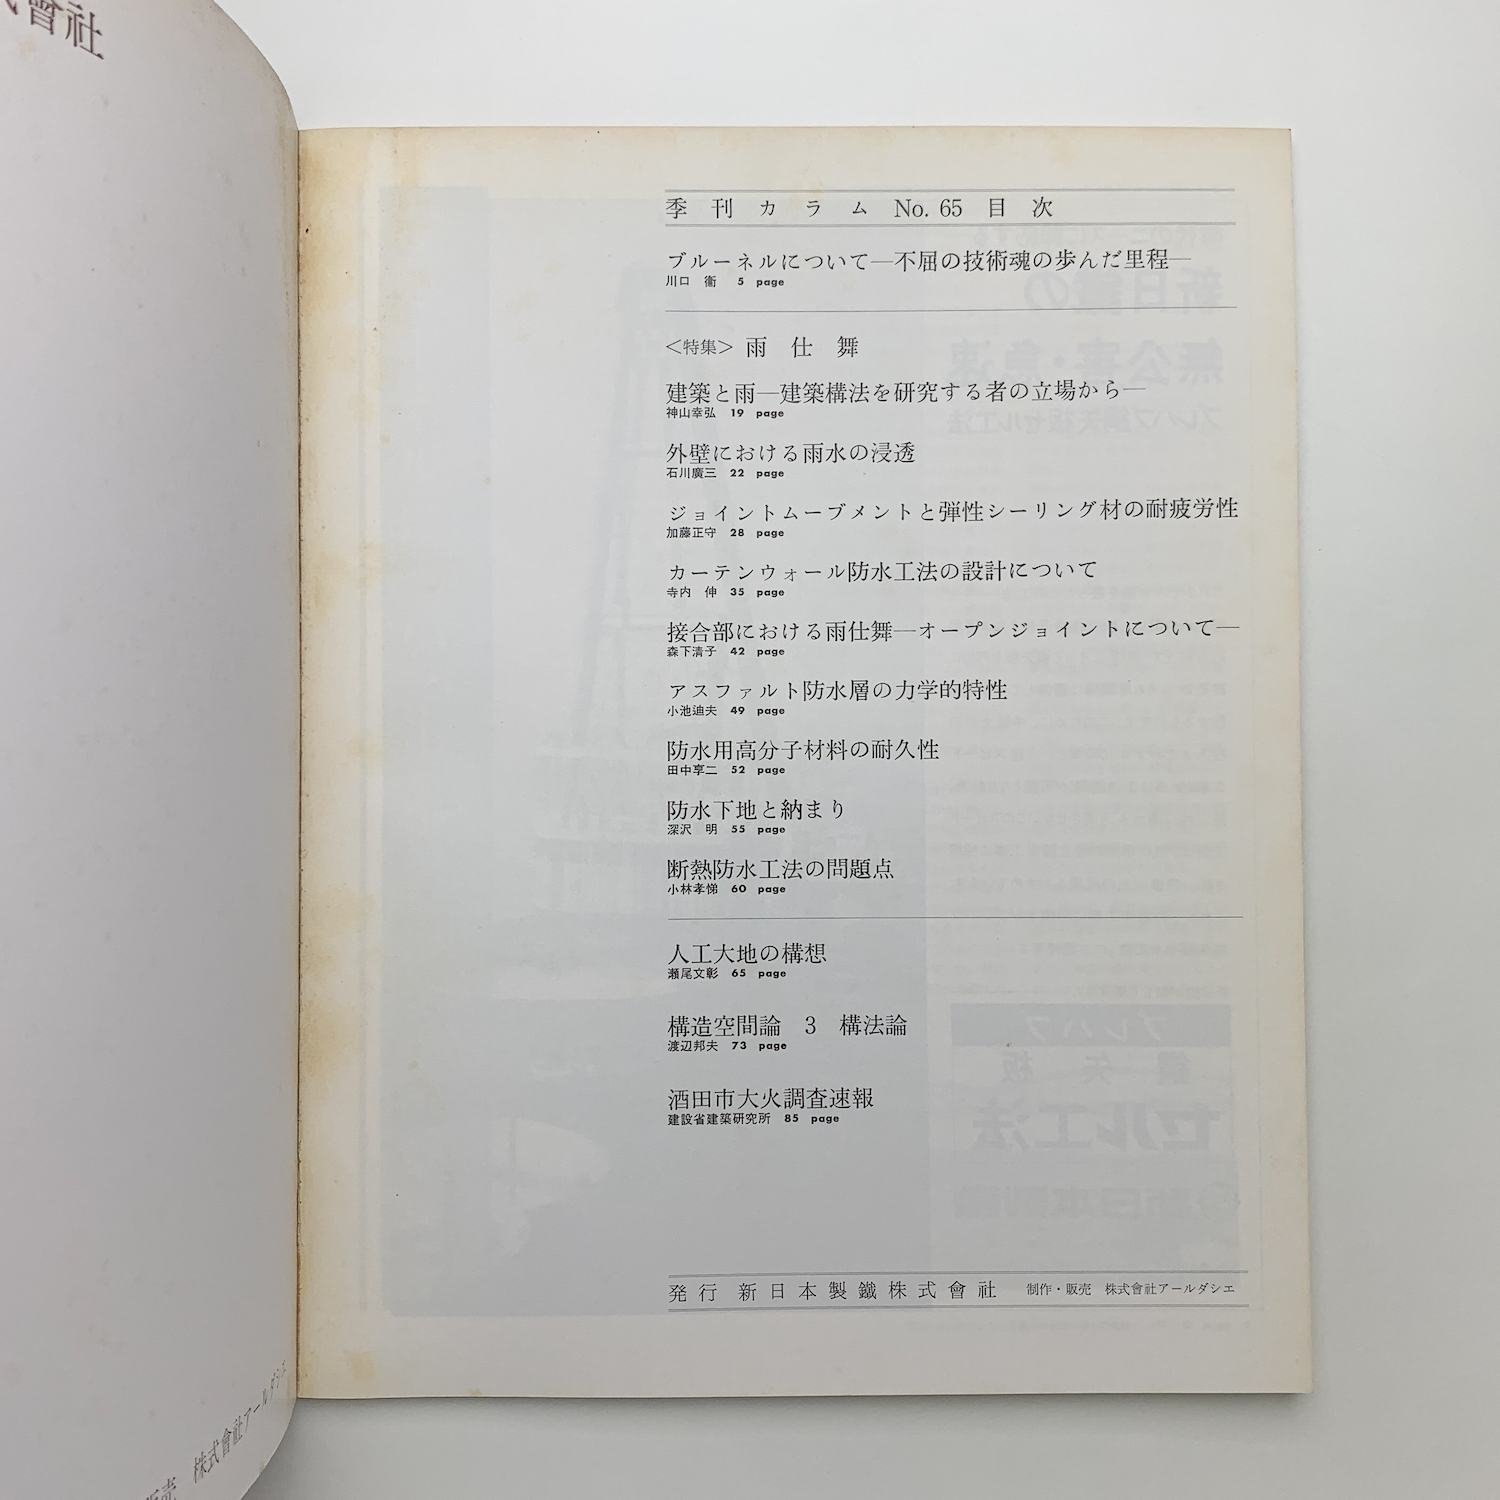 式會社
季刊カラム No. 65 目次
ブルーネルについて―不屈の技術魂の歩んだ里程―
川口 衞 5 page
<特集> 雨仕舞
建築と雨―建築構法を研究する者の立場から―
神山幸弘 19 page
外壁における雨水の浸透
石川廣三 22 page
ジョイントムーブメントと弾性シーリング材の耐疲労性
加藤正守 28 page
カーテンウォール防水工法の設計について
寺内 伸 35 page
接合部における雨仕舞―オープンジョイントについて―
森下清子 42 page
アスファルト防水層の力学的特性
小池迪夫 49 page
防水用高分子材料の耐久性
田中享二 52 page
防水下地と納まり
深沢 明 55 page
断熱防水工法の問題点
小林孝悌 60 page
人工大地の構想
瀬尾文彰 65 page
構造空間論 3 構法論
渡辺邦夫 73 page
酒田市大火調査速報
建設省建築研究所 85 page
発行 新日本製鐵株式會社 制作・販売 株式會社アールダシエ
販売 株式會社アールダシエ